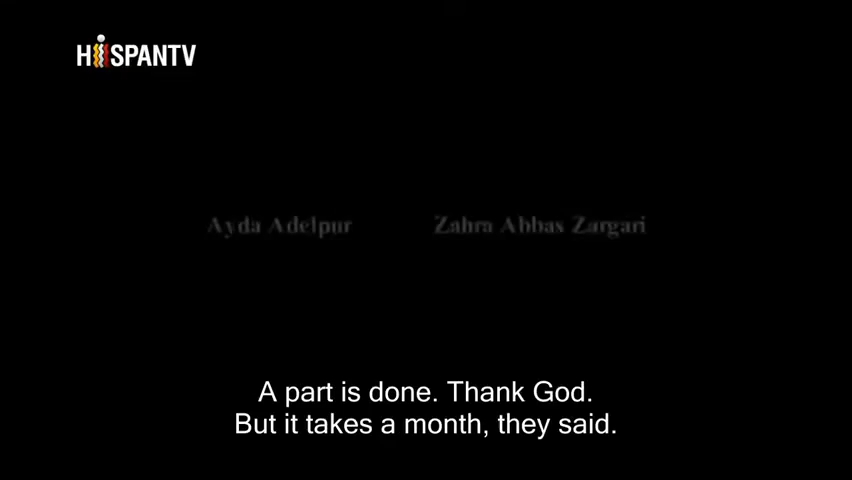 HISPANTV
Ayda Adelpur Zahra Abbas Zargari
A part is done. Thank God.
But it takes a month, they said.